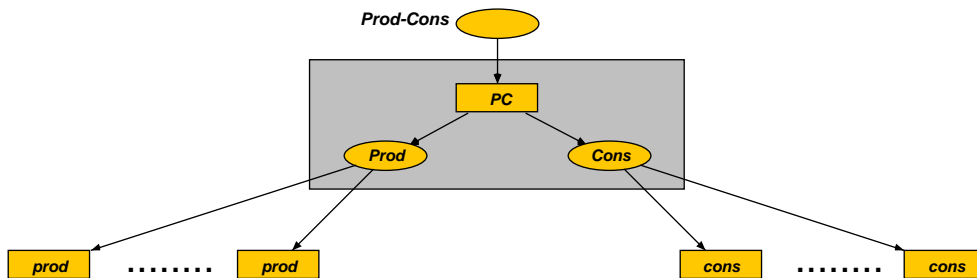 Prod-Cons
PC
Prod Cons
prod ........ prod cons ........ cons